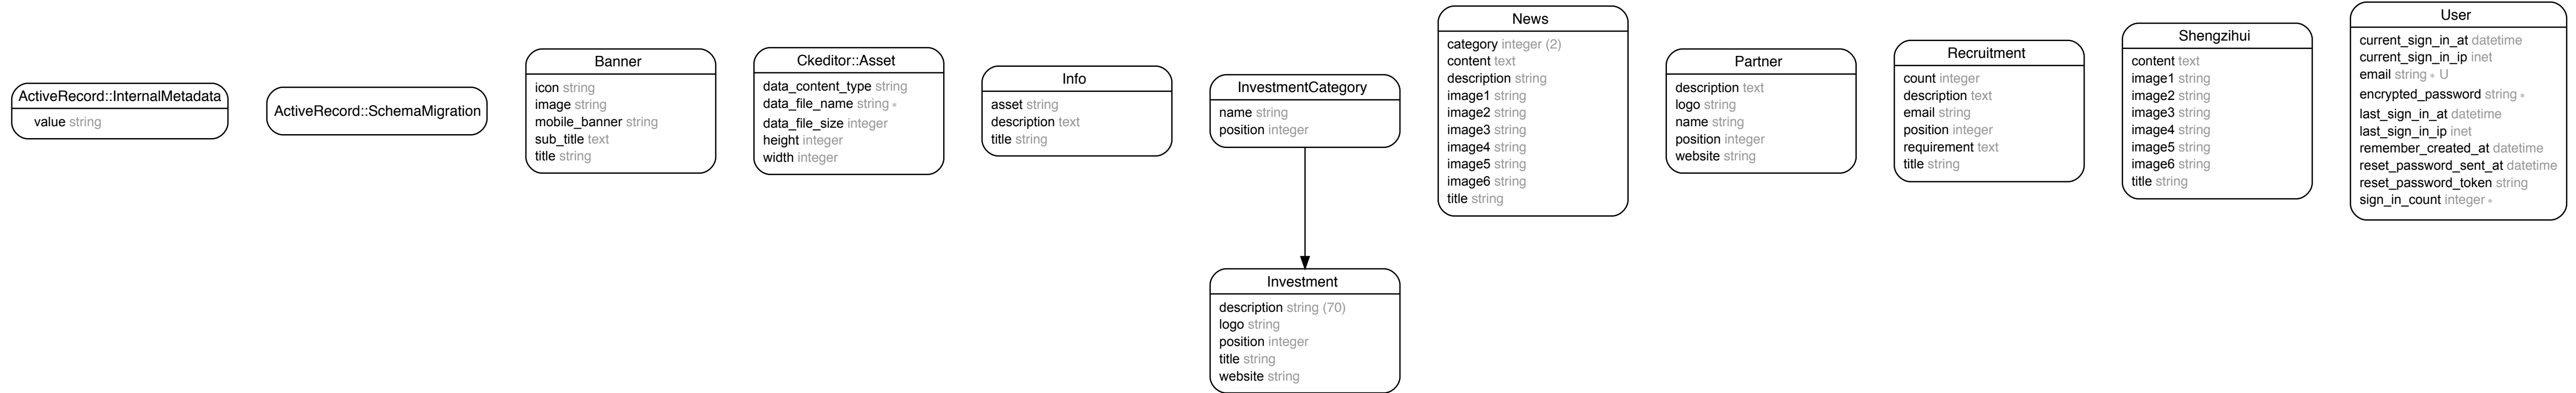 ActiveRecord::InternalMetadata
value string
ActiveRecord::SchemaMigration
Banner
icon string
image string
mobile_banner string
sub_title text
title string
Ckeditor::Asset
data_content_type string
data_file_name string *
data_file_size integer
height integer
width integer
Info
asset string
description text
title string
InvestmentCategory
name string
position integer
Investment
description string (70)
logo string
position integer
title string
website string
News
category integer (2)
content text
description string
image1 string
image2 string
image3 string
image4 string
image5 string
image6 string
title string
Partner
description text
logo string
name string
position integer
website string
Recruitment
count integer
description text
email string
position integer
requirement text
title string
Shengzihui
content text
image1 string
image2 string
image3 string
image4 string
image5 string
image6 string
title string
User
current_sign_in_at datetime
current_sign_in_ip inet
email string * U
encrypted_password string *
last_sign_in_at datetime
last_sign_in_ip inet
remember_created_at datetime
reset_password_sent_at datetime
reset_password_token string
sign_in_count integer *